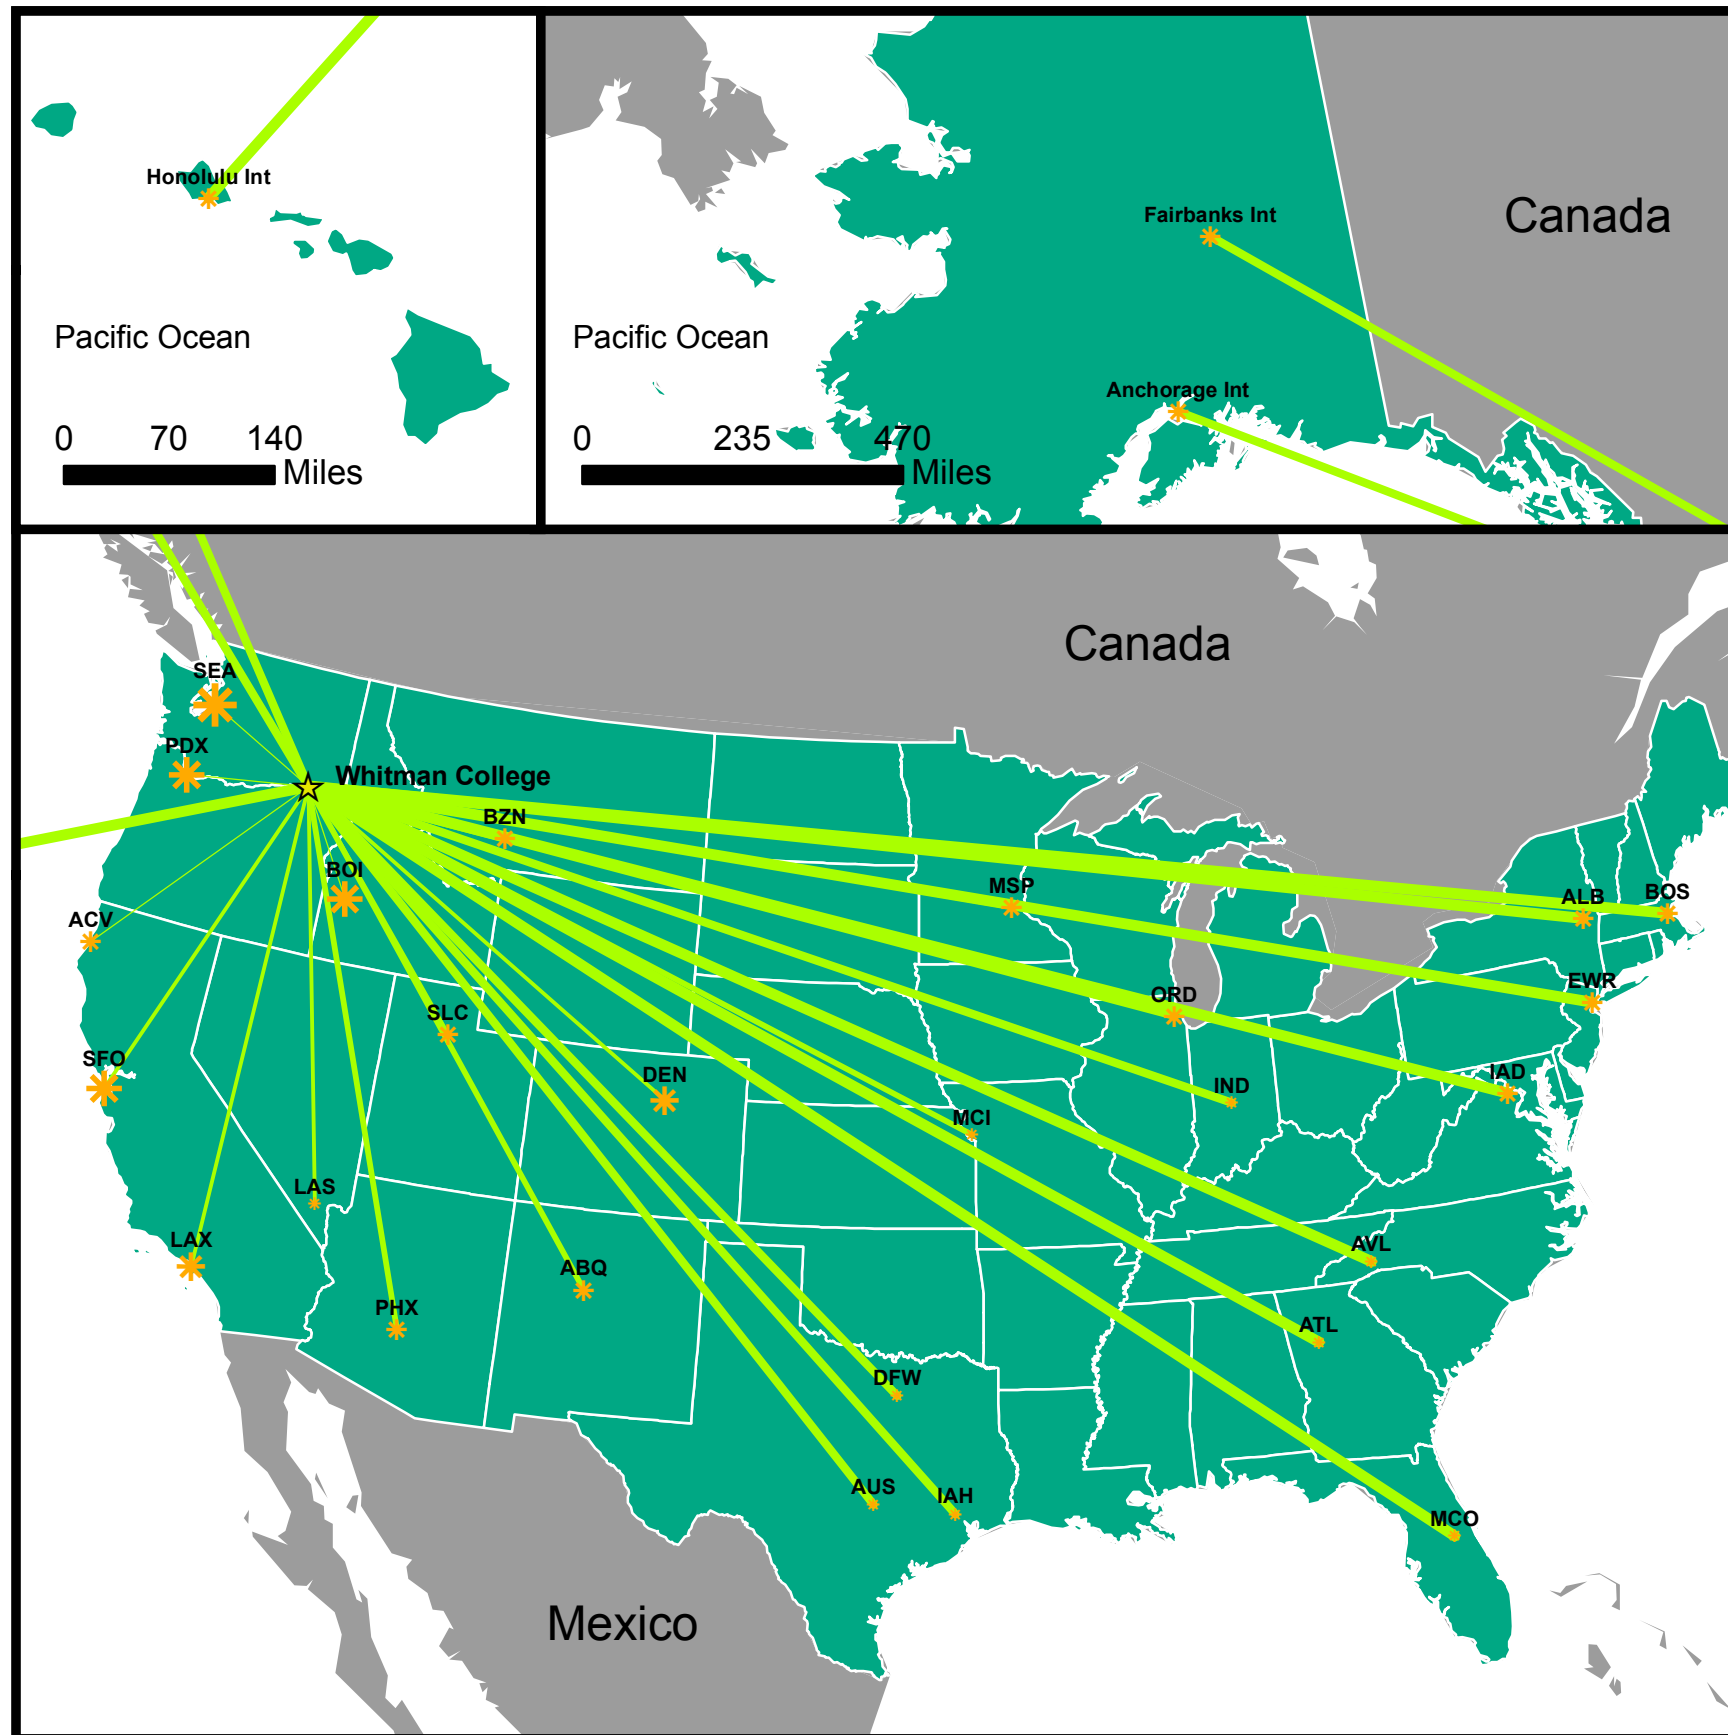 Honolulu Int
Pacific Ocean
0 70 140
Miles
Fairbanks Int
Canada
Anchorage Int
Pacific Ocean
0 235 470
Miles
Canada
SEA
PDX
Whitman College
BZN
BOI
MSP
ALB
BOS
ACV
EWR
ORD
SLC
SFO
DEN
IND
IAD
MCI
LAS
LAX
AVL
ABQ
PHX
ATL
DFW
AUS
IAH
MCO
Mexico